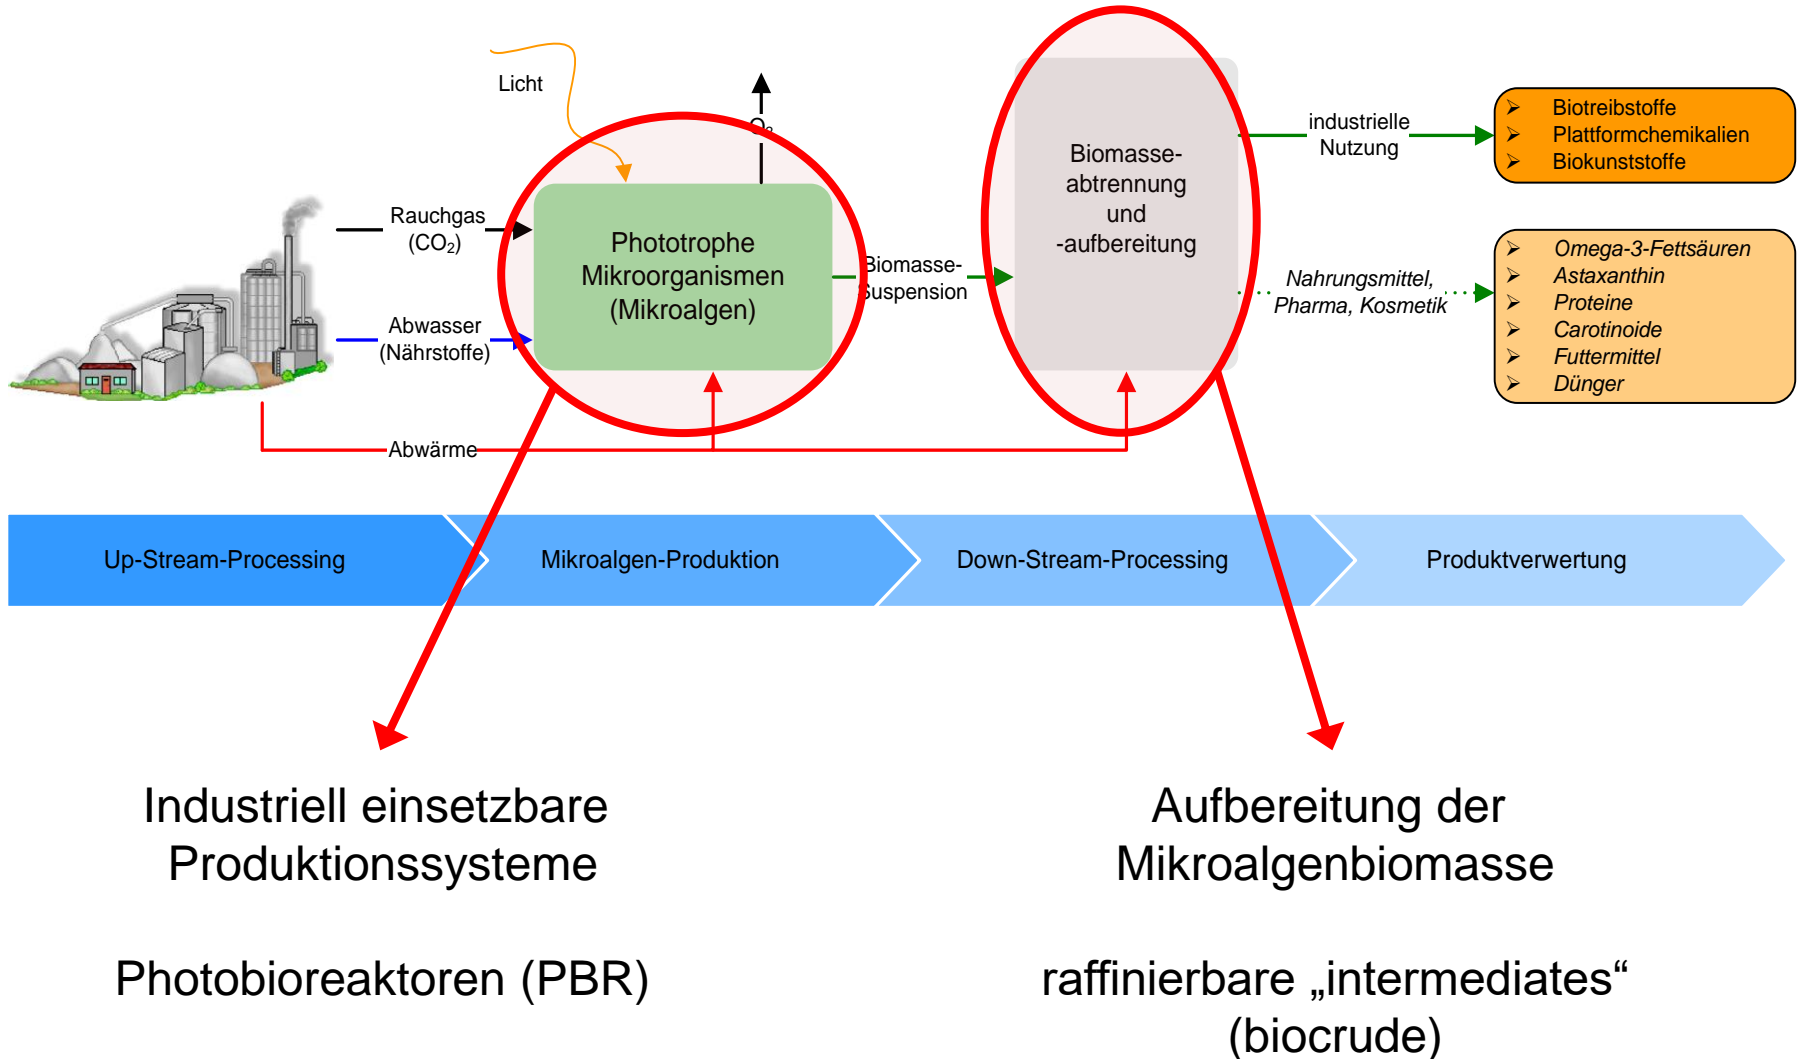 Licht
O₂
Rauchgas
(CO₂)
Abwasser
(Nährstoffe)
Abwärme
Phototrophe
Mikroorganismen
(Mikroalgen)
Biomasse-
Suspension
Biomasse-
abtrennung
und
-aufbereitung
industrielle
Nutzung
Nahrungsmittel,
Pharma, Kosmetik
➢ Biotreibstoffe
➢ Plattformchemikalien
➢ Biokunststoffe
➢ Omega-3-Fettsäuren
➢ Astaxanthin
➢ Proteine
➢ Carotinoide
➢ Futtermittel
➢ Dünger
Up-Stream-Processing
Mikroalgen-Produktion
Down-Stream-Processing
Produktverwertung
Industriell einsetzbare
Produktionssysteme
Photobioreaktoren (PBR)
Aufbereitung der
Mikroalgenbiomasse
raffinierbare „intermediates“
(biocrude)